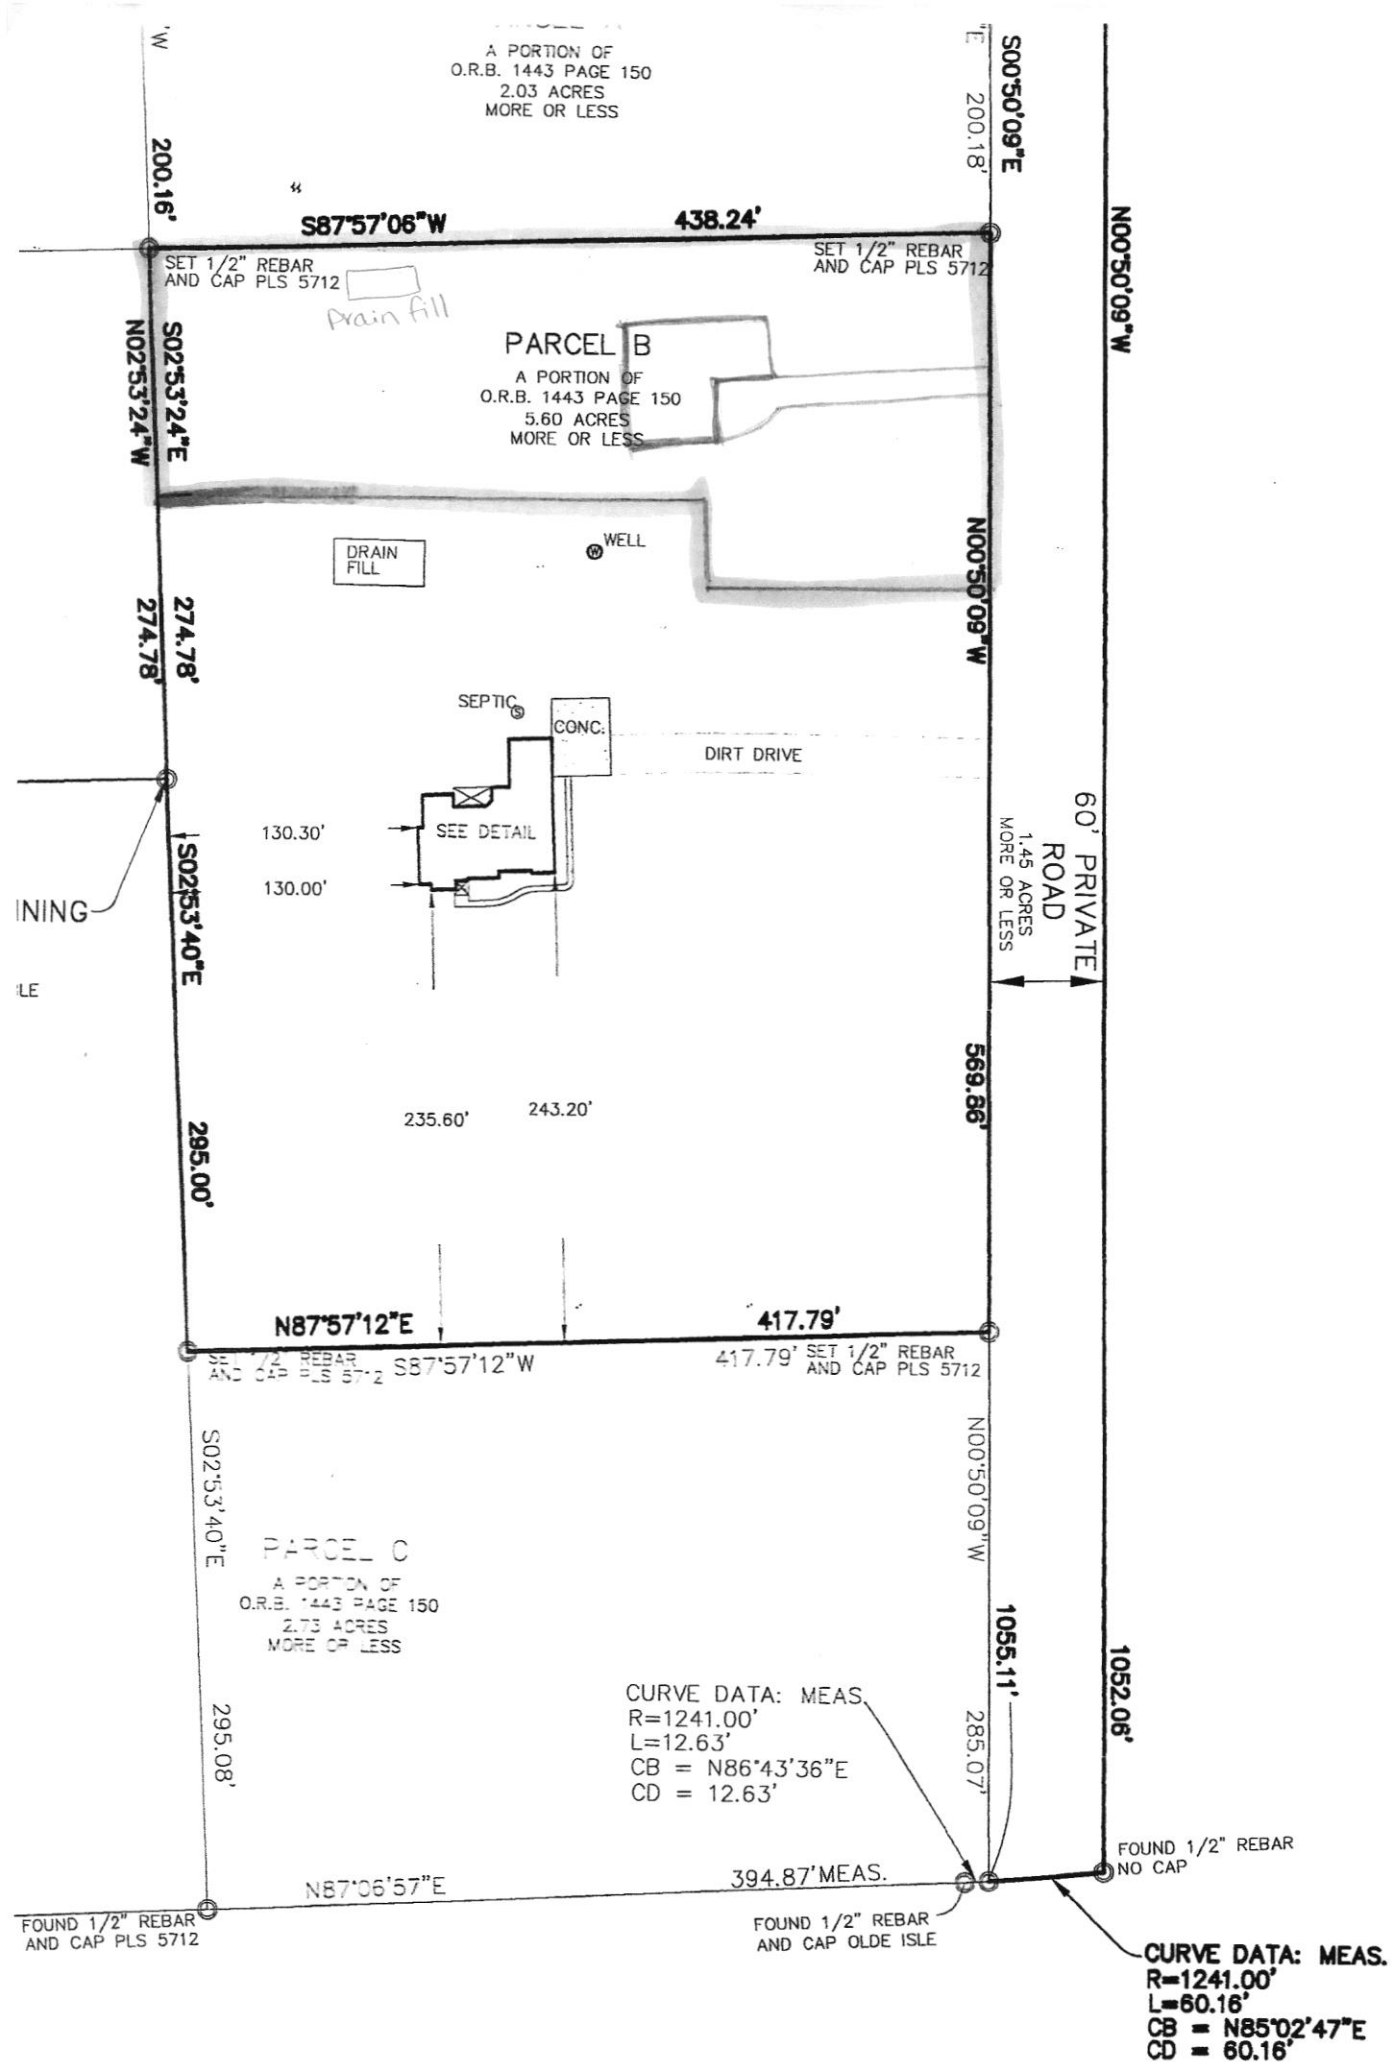 'W
A PORTION OF
O.R.B. 1443 PAGE 150
2.03 ACRES
MORE OR LESS
'E
200.18'
S00°50'09"E
200.16'
S87°57'06"W
438.24'
N00°50'09"W
SET 1/2" REBAR
AND CAP PLS 5712
SET 1/2" REBAR
AND CAP PLS 5712
Drain fill
N02°53'24"W
S02°53'24"E
PARCEL B
A PORTION OF
O.R.B. 1443 PAGE 150
5.60 ACRES
MORE OR LESS
DRAIN
FILL
W
WELL
N00°50'09"W
274.78'
274.78'
SEPTIC
S
CONC.
DIRT DRIVE
SEE DETAIL
130.30'
130.00'
60' PRIVATE
ROAD
1.45 ACRES
MORE OR LESS
INING
S02°53'40"E
LE
235.60'
243.20'
569.86'
295.00'
N87°57'12"E
417.79'
SET 1/2" REBAR
AND CAP PLS 5712
S87°57'12"W
417.79'
SET 1/2" REBAR
AND CAP PLS 5712
S02°53'40"E
N00°50'09"W
PARCEL C
A PORTION OF
O.R.B. 1443 PAGE 150
2.73 ACRES
MORE OR LESS
295.08'
CURVE DATA: MEAS.
R=1241.00'
L=12.63'
CB = N86°43'36"E
CD = 12.63'
1055.11'
285.07'
1052.06'
FOUND 1/2" REBAR
NO CAP
N87°06'57"E
394.87'MEAS.
FOUND 1/2" REBAR
AND CAP PLS 5712
FOUND 1/2" REBAR
AND CAP OLDE ISLE
CURVE DATA: MEAS.
R=1241.00'
L=60.16'
CB = N85°02'47"E
CD = 60.16'